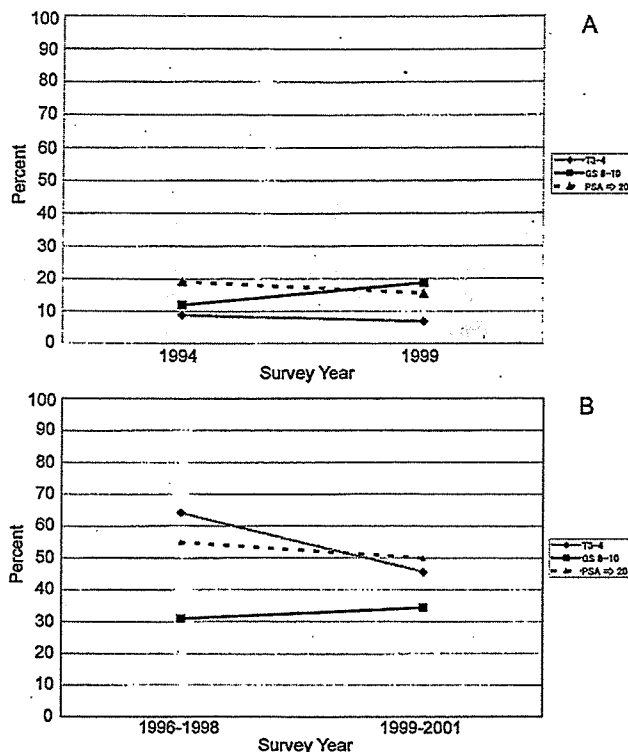 A
100
90
80
70
60
50
40
30
20
10
0
Percent
1994
1999
Survey Year
T3-4
GS 8-10
PSA => 20
B
100
90
80
70
60
50
40
30
20
10
0
Percent
1996-1998
1999-2001
Survey Year
T3-4
GS 8-10
PSA => 20